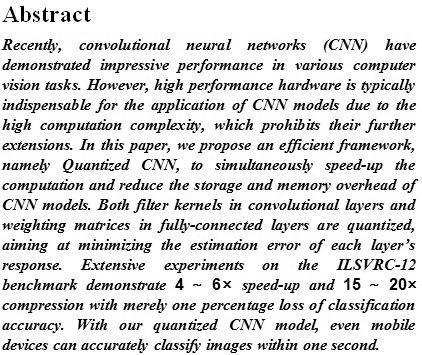 Abstract
Recently, convolutional neural networks (CNN) have
demonstrated impressive performance in various computer
vision tasks. However, high performance hardware is typically
indispensable for the application of CNN models due to the
high computation complexity, which prohibits their further
extensions. In this paper, we propose an efficient framework,
namely Quantized CNN, to simultaneously speed-up the
computation and reduce the storage and memory overhead of
CNN models. Both filter kernels in convolutional layers and
weighting matrices in fully-connected layers are quantized,
aiming at minimizing the estimation error of each layer's
response. Extensive experiments on the ILSVRC-12
benchmark demonstrate 4 ~ 6× speed-up and 15 ~ 20×
compression with merely one percentage loss of classification
accuracy. With our quantized CNN model, even mobile
devices can accurately classify images within one second.